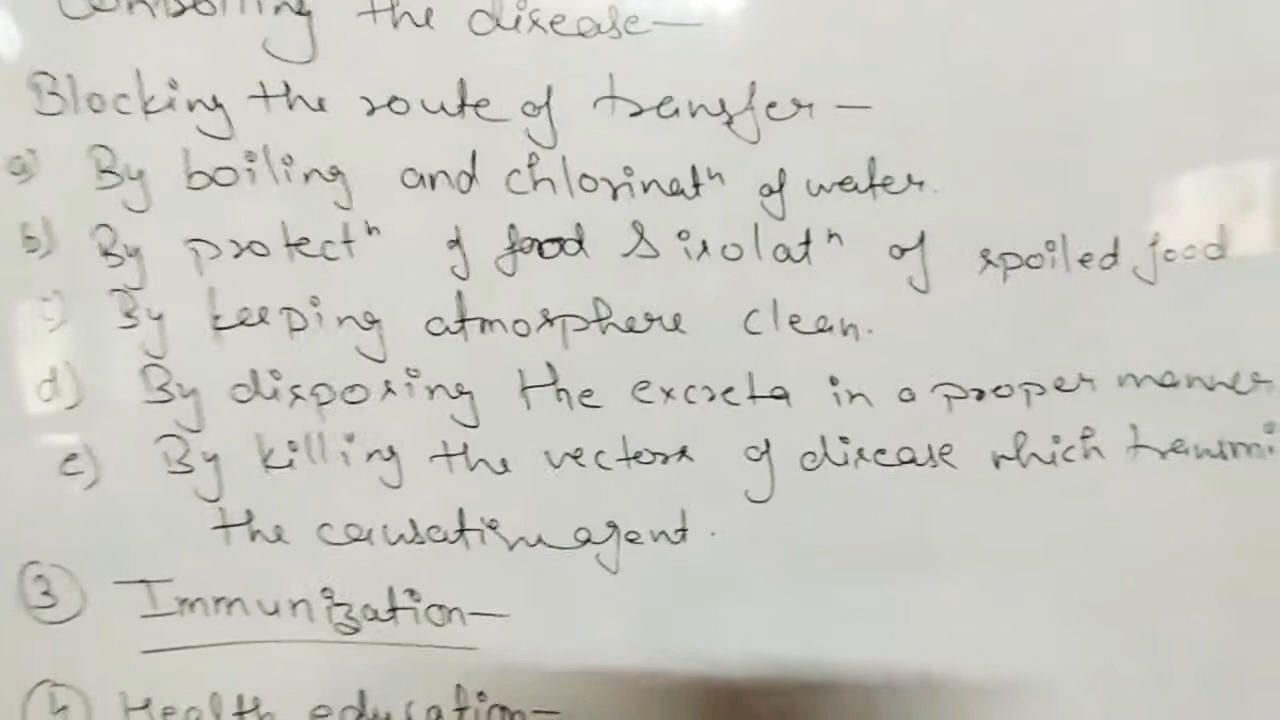 Controlling the disease—
Blocking the route of transfer—
a) By boiling and chlorinatⁿ of water.
b) By protectⁿ of food & isolatⁿ of spoiled food
c) By keeping atmosphere clean.
d) By disposing the excreta in a proper manner
e) By killing the vectors of disease which transmi
the causative agent.
③ Immunization—
④ Health education—